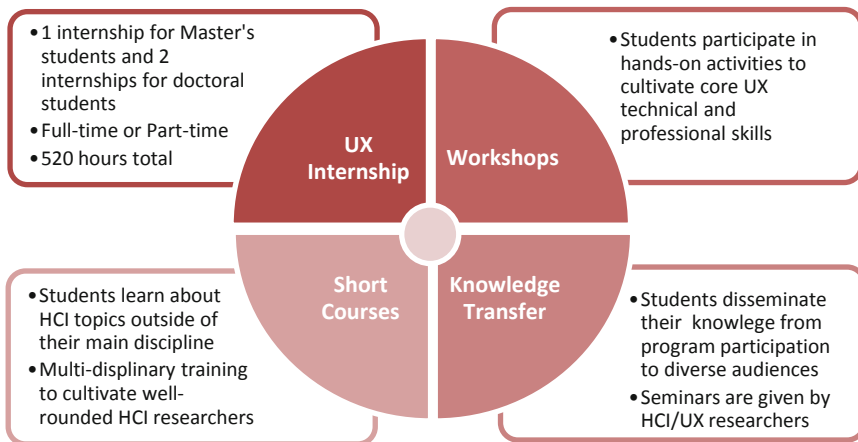 •1 internship for Master's
students and 2
internships for doctoral
students
•Full-time or Part-time
•520 hours total
UX
Internship
Workshops
•Students participate in
hands-on activities to
cultivate core UX
technical and
professional skills
•Students learn about
HCI topics outside of
their main discipline
•Multi-displinary training
to cultivate well-
rounded HCI researchers
Short
Courses
Knowledge
Transfer
•Students disseminate
their knowlege from
program participation
to diverse audiences
•Seminars are given by
HCI/UX researchers